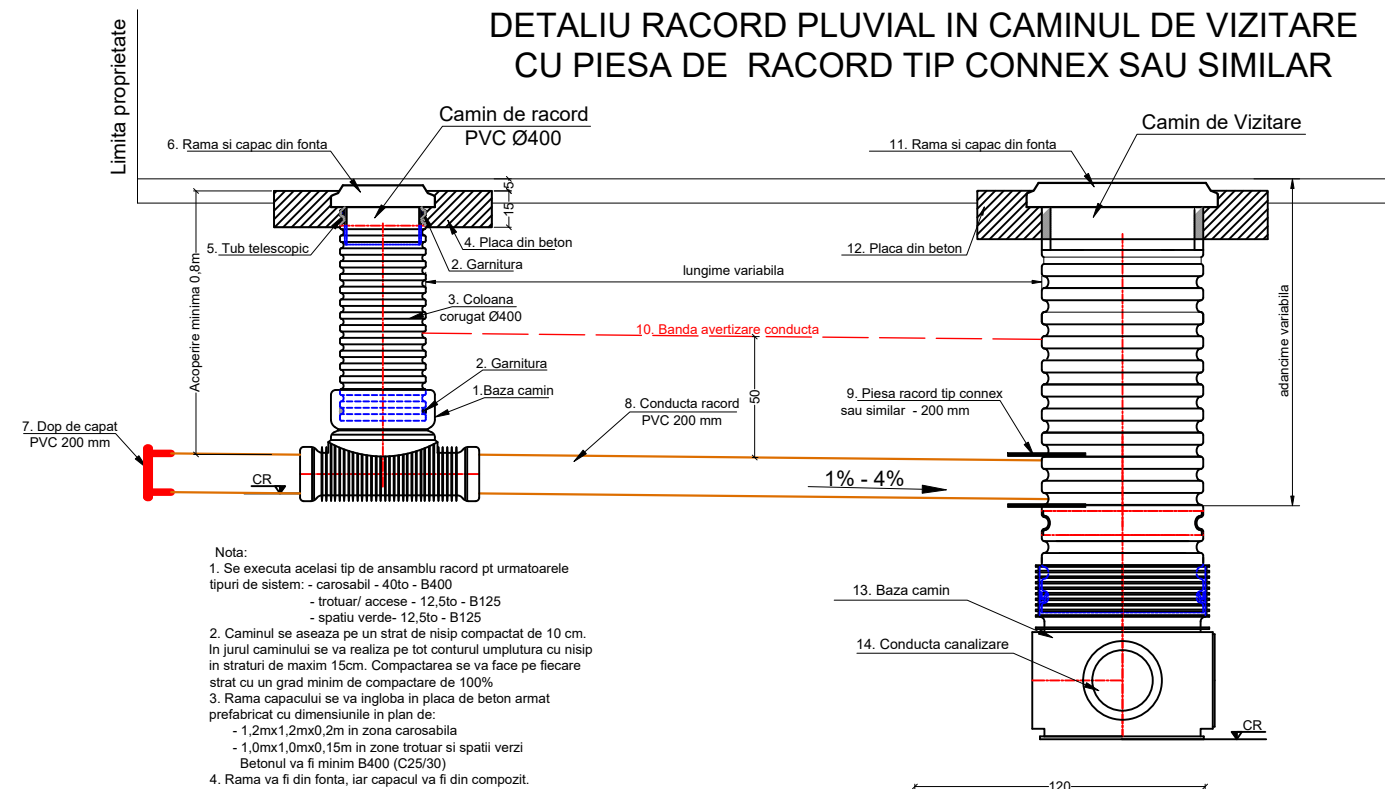 DETALIU RACORD PLUVIAL IN CAMINUL DE VIZITARE
CU PIESA DE RACORD TIP CONNEX SAU SIMILAR
Limita proprietate
Camin de racord
PVC Ø400
Camin de Vizitare
6. Rama si capac din fonta
11. Rama si capac din fonta
5
15
5. Tub telescopic
4. Placa din beton
2. Garnitura
12. Placa din beton
lungime variabila
Acoperire minima 0,8m
3. Coloana
corugat Ø400
10. Banda avertizare conducta
adancime variabila
2. Garnitura
1.Baza camin
50
9. Piesa racord tip connex
sau similar - 200 mm
8. Conducta racord
PVC 200 mm
7. Dop de capat
PVC 200 mm
CR
1% - 4%
Nota:
1. Se executa acelasi tip de ansamblu racord pt urmatoarele
tipuri de sistem: - carosabil - 40to - B400
- trotuar/ accese - 12,5to - B125
- spatiu verde- 12,5to - B125
2. Caminul se aseaza pe un strat de nisip compactat de 10 cm.
In jurul caminului se va realiza pe tot conturul umplutura cu nisip
in straturi de maxim 15cm. Compactarea se va face pe fiecare
strat cu un grad minim de compactare de 100%
3. Rama capacului se va ingloba in placa de beton armat
prefabricat cu dimensiunile in plan de:
- 1,2mx1,2mx0,2m in zona carosabila
- 1,0mx1,0mx0,15m in zone trotuar si spatii verzi
Betonul va fi minim B400 (C25/30)
4. Rama va fi din fonta, iar capacul va fi din compozit.
13. Baza camin
14. Conducta canalizare
CR
120